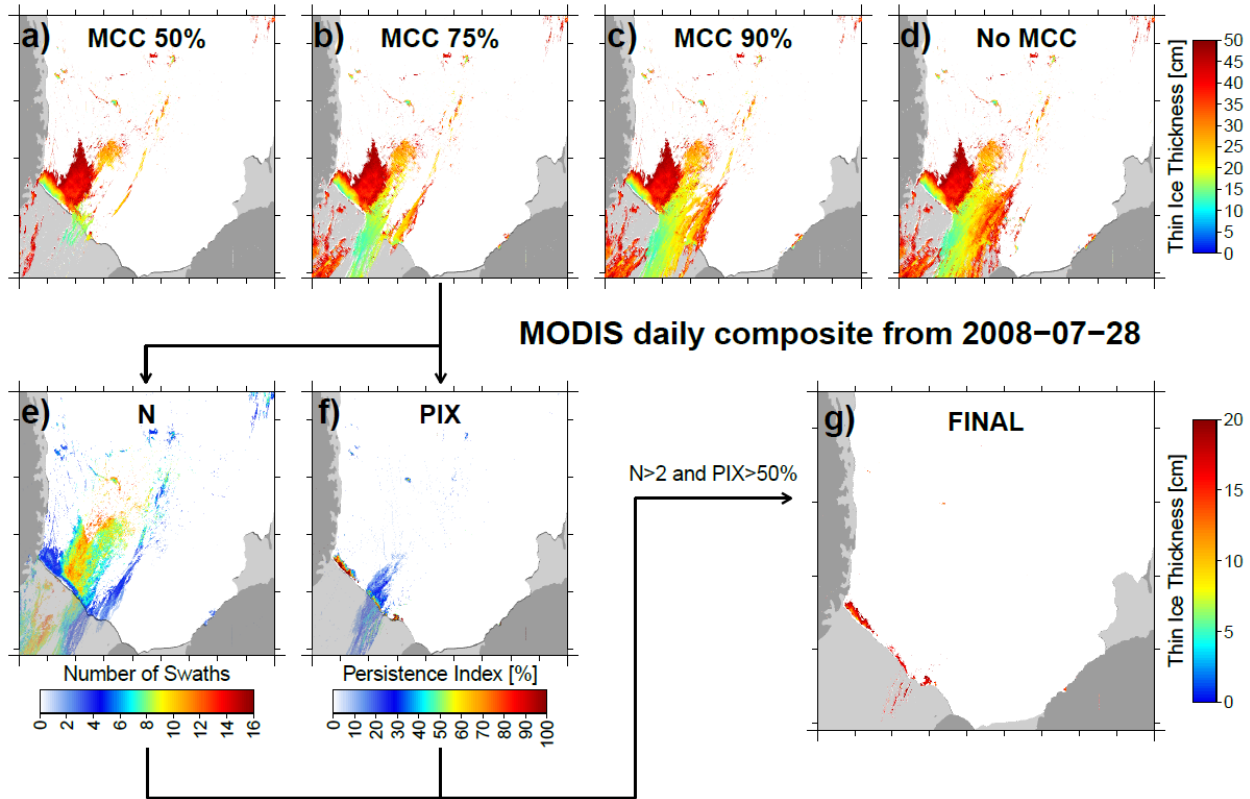 a) MCC 50%
b) MCC 75%
c) MCC 90%
d) No MCC
50
45
40
35
30
25
20
15
10
5
0
Thin Ice Thickness [cm]
MODIS daily composite from 2008−07−28
e) N
f) PIX
g) FINAL
N>2 and PIX>50%
20
15
10
5
0
Thin Ice Thickness [cm]
Number of Swaths
0 2 4 6 8 10 12 14 16
Persistence Index [%]
0 10 20 30 40 50 60 70 80 90 100